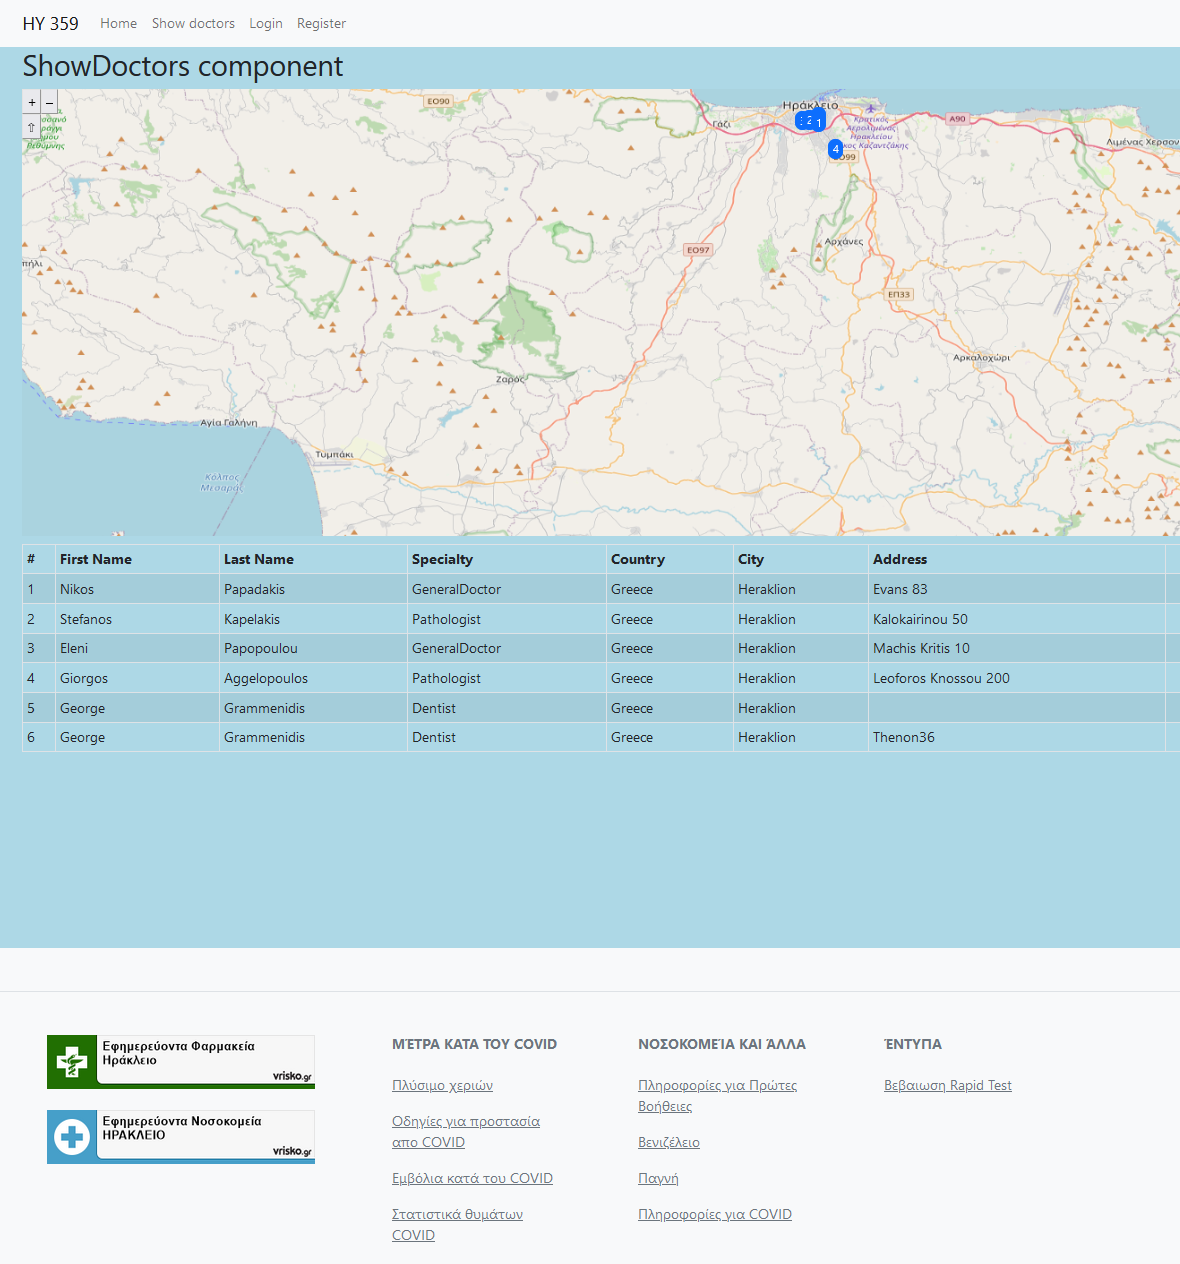 HY 359 Home Show doctors Login Register
ShowDoctors component
+ –
⇧
ΕΟ90
Ηράκλειο
Γάζι
Κρατικός
Αερολιμένας
Ηρακλείου
Νίκος Καζαντζάκης
Α90
Λιμένας Χερσον
2 1
4
ΕΟ99
ΕΟ97
Αρχάνες
ΕΠ33
Αρκαλοχώρι
Ζαρός
Αγία Γαλήνη
Τυμπάκι
Κόλπος
Μεσαράς
# First Name Last Name Specialty Country City Address
1 Nikos Papadakis GeneralDoctor Greece Heraklion Evans 83
2 Stefanos Kapelakis Pathologist Greece Heraklion Kalokairinou 50
3 Eleni Papopoulou GeneralDoctor Greece Heraklion Machis Kritis 10
4 Giorgos Aggelopoulos Pathologist Greece Heraklion Leoforos Knossou 200
5 George Grammenidis Dentist Greece Heraklion
6 George Grammenidis Dentist Greece Heraklion Thenon36
Εφημερεύοντα Φαρμακεία
Ηράκλειο
vrisko.gr
Εφημερεύοντα Νοσοκομεία
ΗΡΑΚΛΕΙΟ
vrisko.gr
ΜΈΤΡΑ ΚΑΤΑ ΤΟΥ COVID
Πλύσιμο χεριών
Οδηγίες για προστασία
απο COVID
Εμβόλια κατά του COVID
Στατιστικά θυμάτων
COVID
ΝΟΣΟΚΟΜΕΊΑ ΚΑΙ ΆΛΛΑ
Πληροφορίες για Πρώτες
Βοήθειες
Βενιζέλειο
Παγνή
Πληροφορίες για COVID
ΈΝΤΥΠΑ
Βεβαιωση Rapid Test